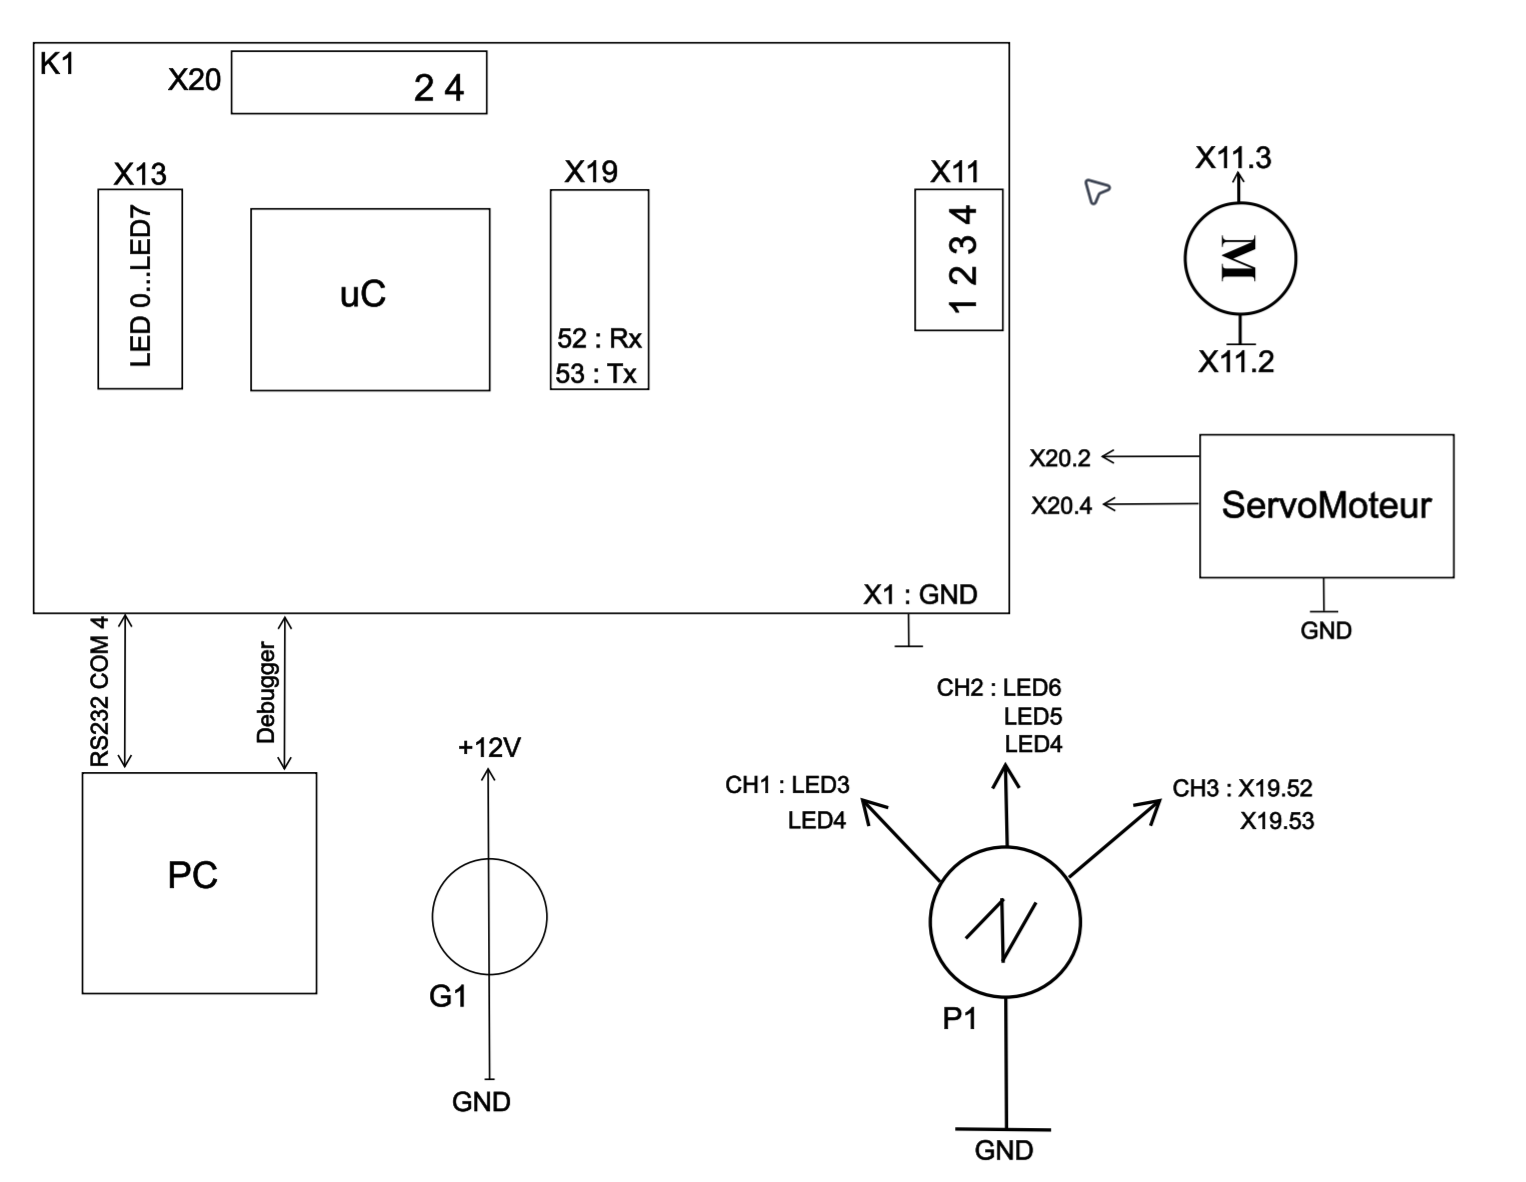 K1
X20
2 4
X13
LED 0...LED7
uC
X19
52 : Rx
53 : Tx
X11
1 2 3 4
X1 : GND
X11.3
M
X11.2
X20.2
X20.4
ServoMoteur
GND
RS232 COM 4
Debugger
PC
+12V
G1
GND
CH1 : LED3
LED4
CH2 : LED6
LED5
LED4
CH3 : X19.52
X19.53
P1
GND